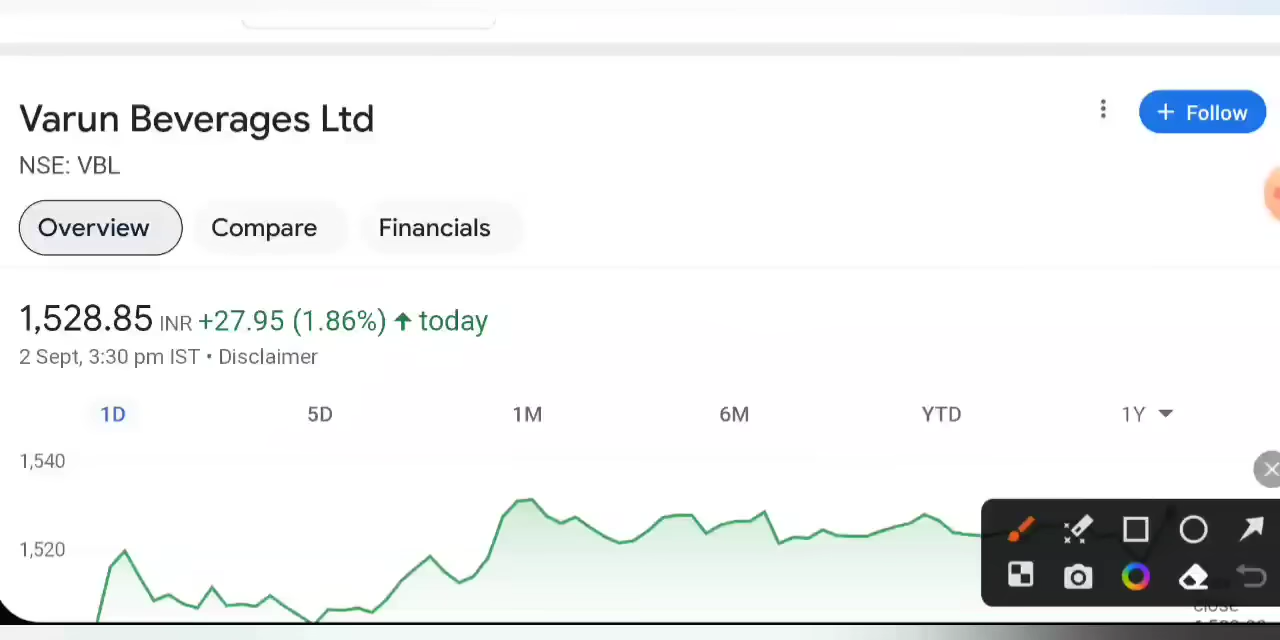 Varun Beverages Ltd
Follow
NSE: VBL
Overview Compare Financials
1,528.85 INR +27.95 (1.86%) ↑ today
2 Sept, 3:30 pm IST • Disclaimer
1D 5D 1M 6M YTD 1Y
1,540
1,520
close